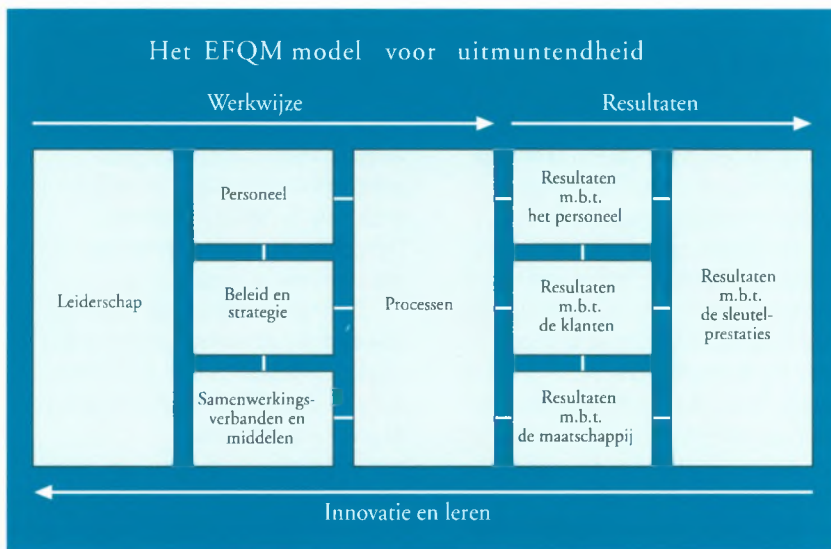 Het EFQM model voor uitmuntendheid
Werkwijze
Resultaten
Leiderschap
Personeel
Beleid en
strategie
Samenwerkings-
verbanden en
middelen
Processen
Resultaten
m.b.t.
het personeel
Resultaten
m.b.t.
de klanten
Resultaten
m.b.t.
de maatschappij
Resultaten
m.b.t.
de sleutel-
prestaties
Innovatie en leren